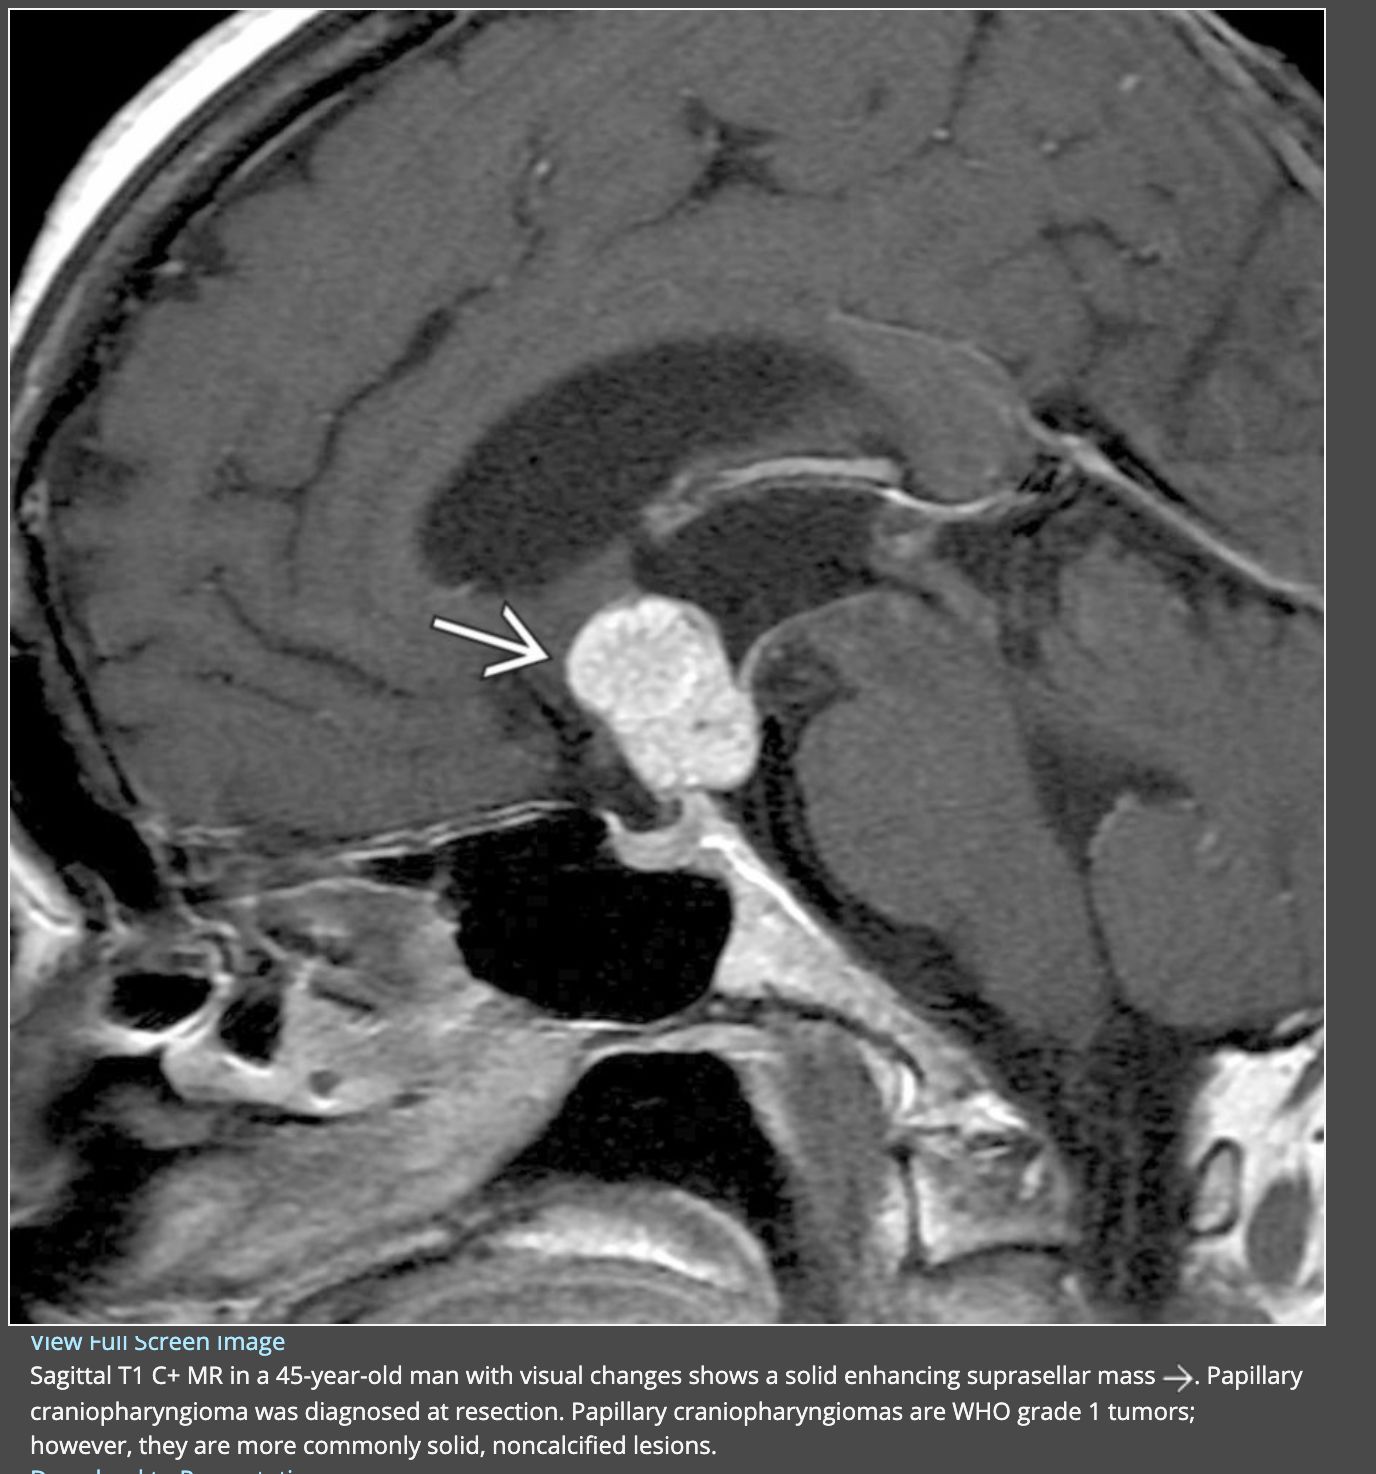 View Full Screen Image
Sagittal T1 C+ MR in a 45-year-old man with visual changes shows a solid enhancing suprasellar mass →. Papillary
craniopharyngioma was diagnosed at resection. Papillary craniopharyngiomas are WHO grade 1 tumors;
however, they are more commonly solid, noncalcified lesions.